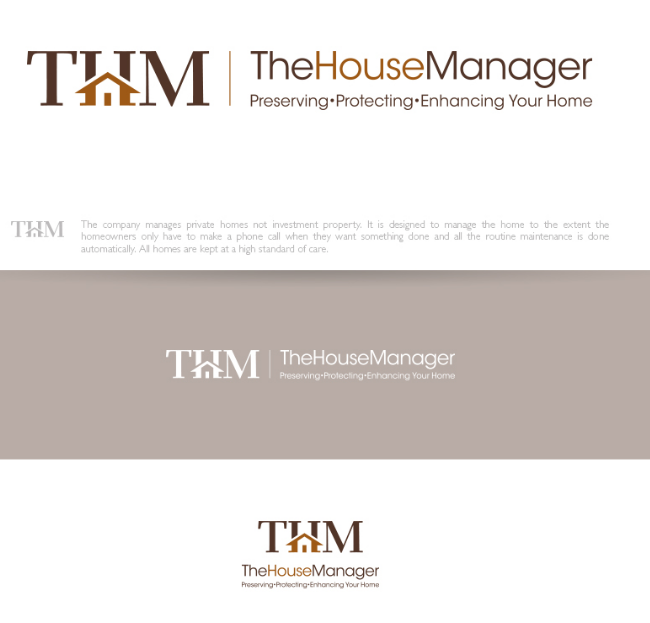 THM TheHouseManager
Preserving•Protecting•Enhancing Your Home
THM The company manages private homes not investment property. It is designed to manage the home to the extent the
homeowners only have to make a phone call when they want something done and all the routine maintenance is done
automatically. All homes are kept at a high standard of care.
THM TheHouseManager
Preserving•Protecting•Enhancing Your Home
THM
TheHouseManager
Preserving•Protecting•Enhancing Your Home